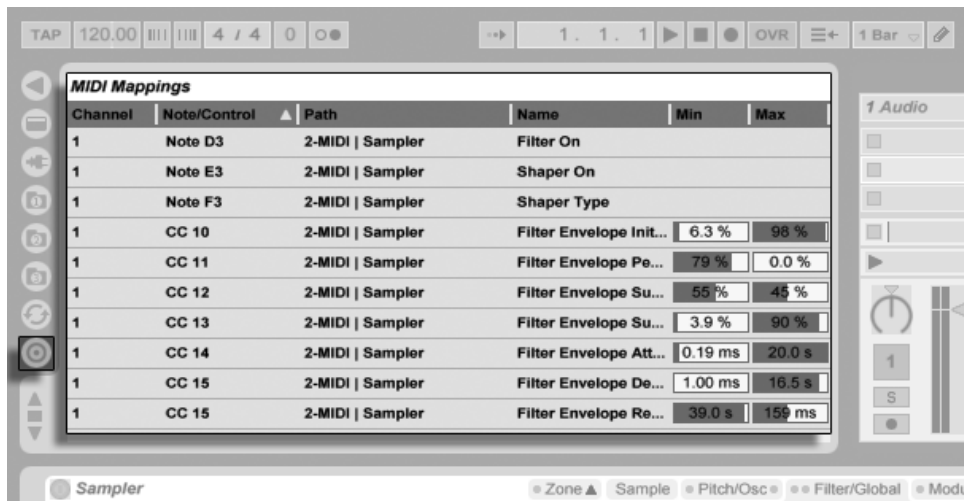 TAP 120.00 4 / 4 0 1. 1. 1 OVR 1 Bar
MIDI Mappings
Channel Note/Control Path Name Min Max
1 Note D3 2-MIDI | Sampler Filter On
1 Note E3 2-MIDI | Sampler Shaper On
1 Note F3 2-MIDI | Sampler Shaper Type
1 CC 10 2-MIDI | Sampler Filter Envelope Init... 6.3 % 98 %
1 CC 11 2-MIDI | Sampler Filter Envelope Pe... 79 % 0.0 %
1 CC 12 2-MIDI | Sampler Filter Envelope Su... 55 % 45 %
1 CC 13 2-MIDI | Sampler Filter Envelope Su... 3.9 % 90 %
1 CC 14 2-MIDI | Sampler Filter Envelope Att... 0.19 ms 20.0 s
1 CC 15 2-MIDI | Sampler Filter Envelope De... 1.00 ms 16.5 s
1 CC 15 2-MIDI | Sampler Filter Envelope Re... 39.0 s 159 ms
1
2
3
1 Audio
1
S
Sampler Zone Sample Pitch/Osc Filter/Global Modu